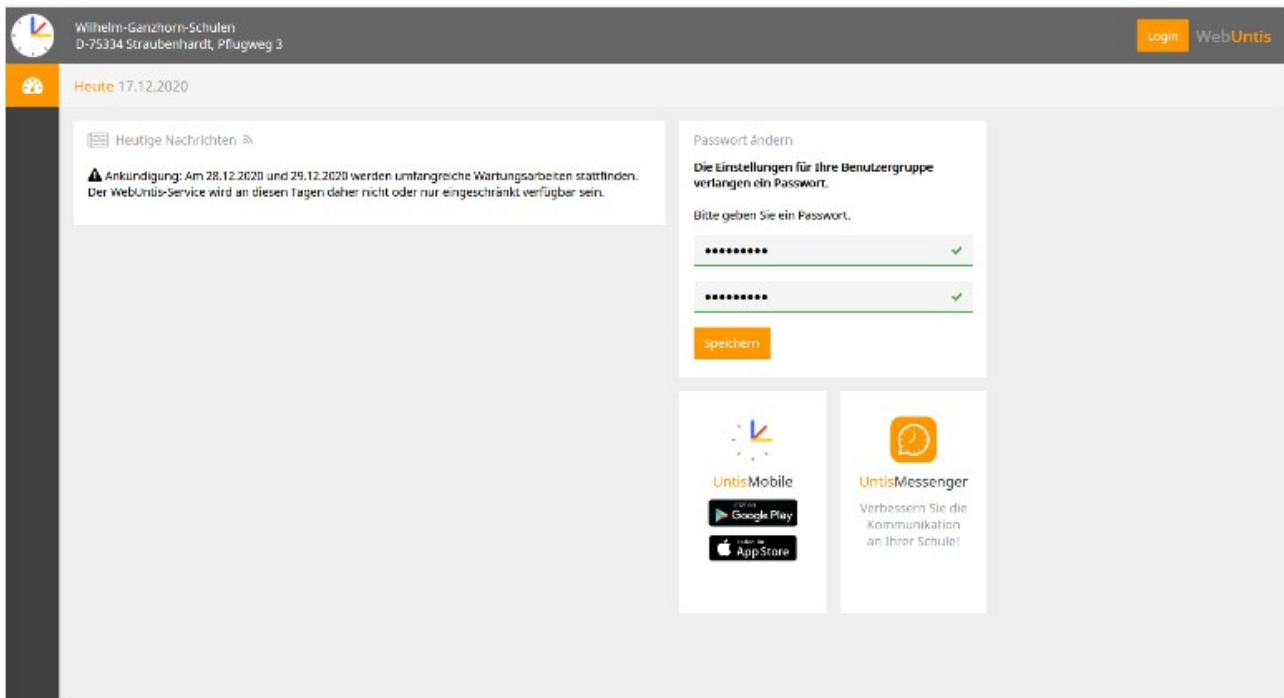 Wilhelm-Ganzhorn-Schulen
D-75334 Straubenhardt, Pflugweg 3
Login WebUntis
Heute 17.12.2020
Heutige Nachrichten
Ankündigung: Am 28.12.2020 und 29.12.2020 werden umfangreiche Wartungsarbeiten stattfinden.
Der WebUntis-Service wird an diesen Tagen daher nicht oder nur eingeschränkt verfügbar sein.
Passwort ändern
Die Einstellungen für Ihre Benutzergruppe
verlangen ein Passwort.
Bitte geben Sie ein Passwort.
•••••••••
•••••••••
Speichern
UntisMobile
Google Play
App Store
UntisMessenger
Verbessern Sie die
Kommunikation
an Ihrer Schule!